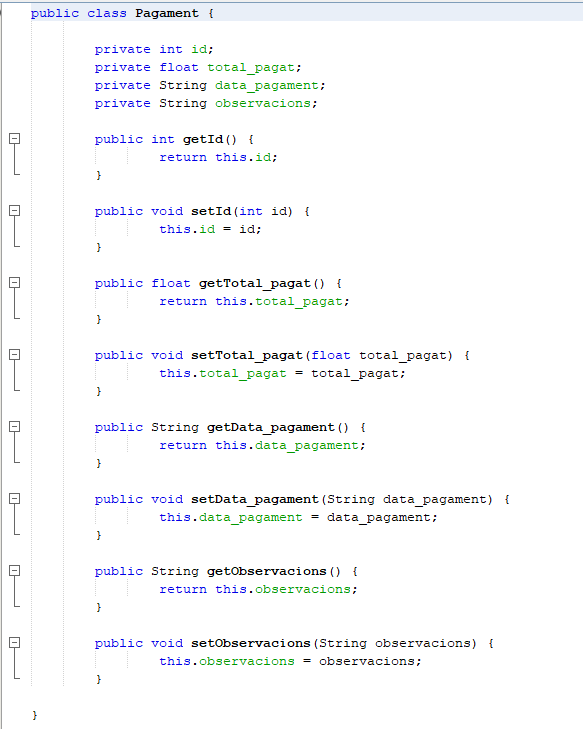 public class Pagament {
private int id;
private float total_pagat;
private String data_pagament;
private String observacions;
public int getId() {
return this.id;
}
public void setId(int id) {
this.id = id;
}
public float getTotal_pagat() {
return this.total_pagat;
}
public void setTotal_pagat(float total_pagat) {
this.total_pagat = total_pagat;
}
public String getData_pagament() {
return this.data_pagament;
}
public void setData_pagament(String data_pagament) {
this.data_pagament = data_pagament;
}
public String getObservacions() {
return this.observacions;
}
public void setObservacions(String observacions) {
this.observacions = observacions;
}
}